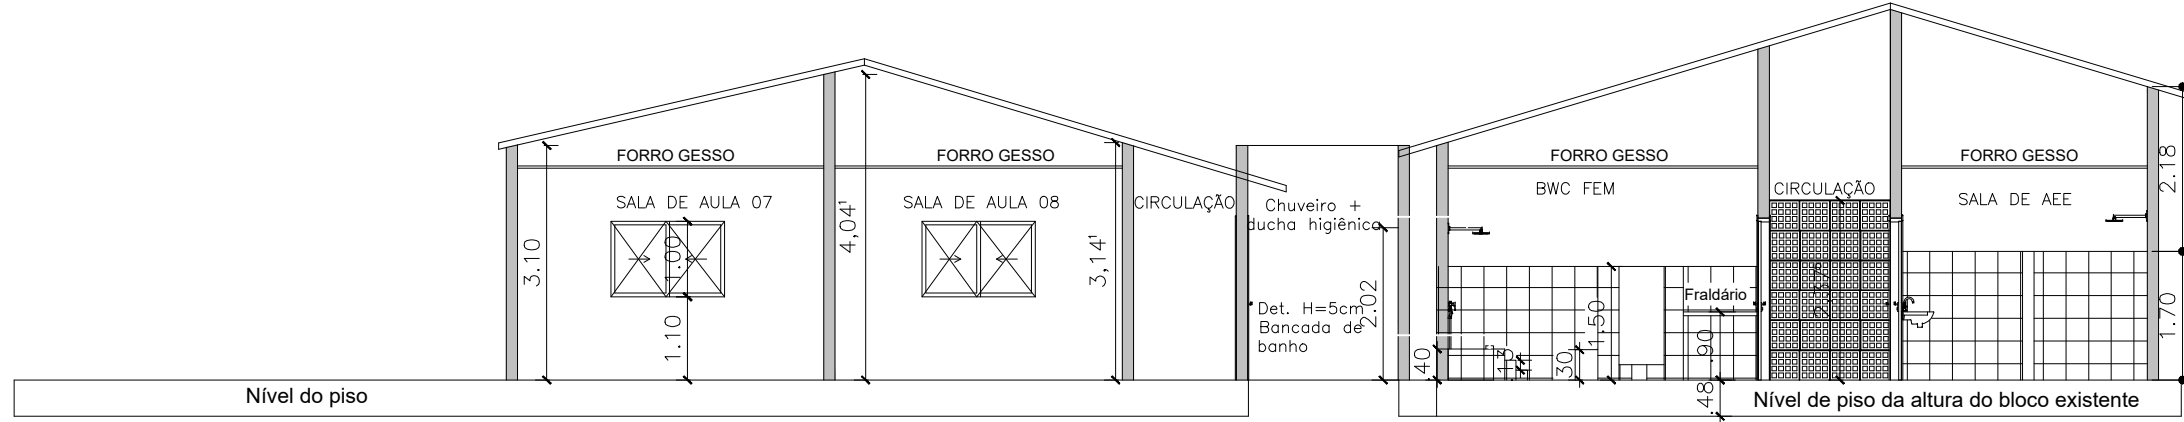 FORRO GESSO
FORRO GESSO
FORRO GESSO
FORRO GESSO
SALA DE AULA 07
SALA DE AULA 08
CIRCULAÇÃO
Chuveiro +
ducha higiênica
BWC FEM
CIRCULAÇÃO
SALA DE AEE
2.18
3.10
1.00
4,04¹
3,14¹
2.02
Det. H=5cm
Bancada de
banho
Fraldário
1.10
40
30
1.50
.90
1.70
.48
Nível do piso
Nível de piso da altura do bloco existente